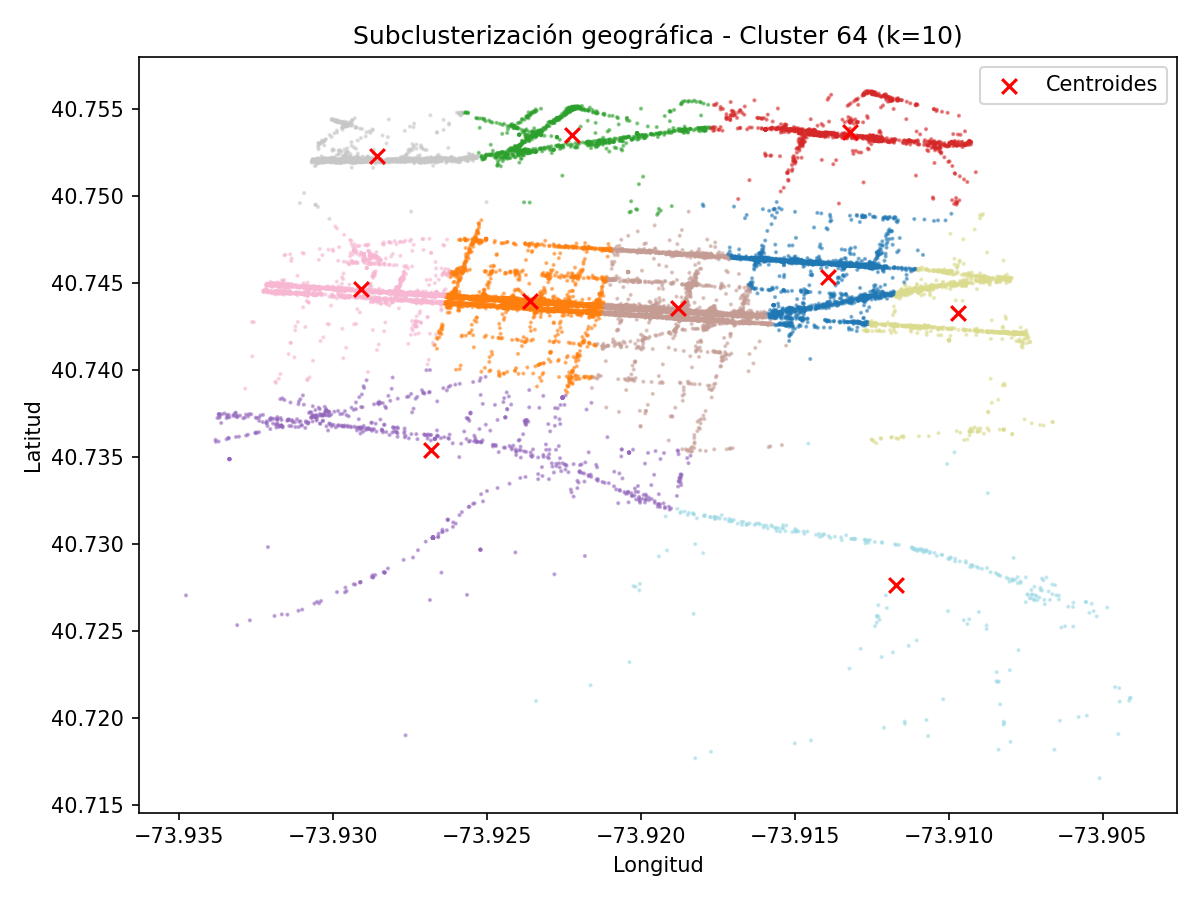 Subclusterización geográfica - Cluster 64 (k=10)
Centroides
40.755
40.750
40.745
40.740
40.735
40.730
40.725
40.720
40.715
Latitud
−73.935 −73.930 −73.925 −73.920 −73.915 −73.910 −73.905
Longitud